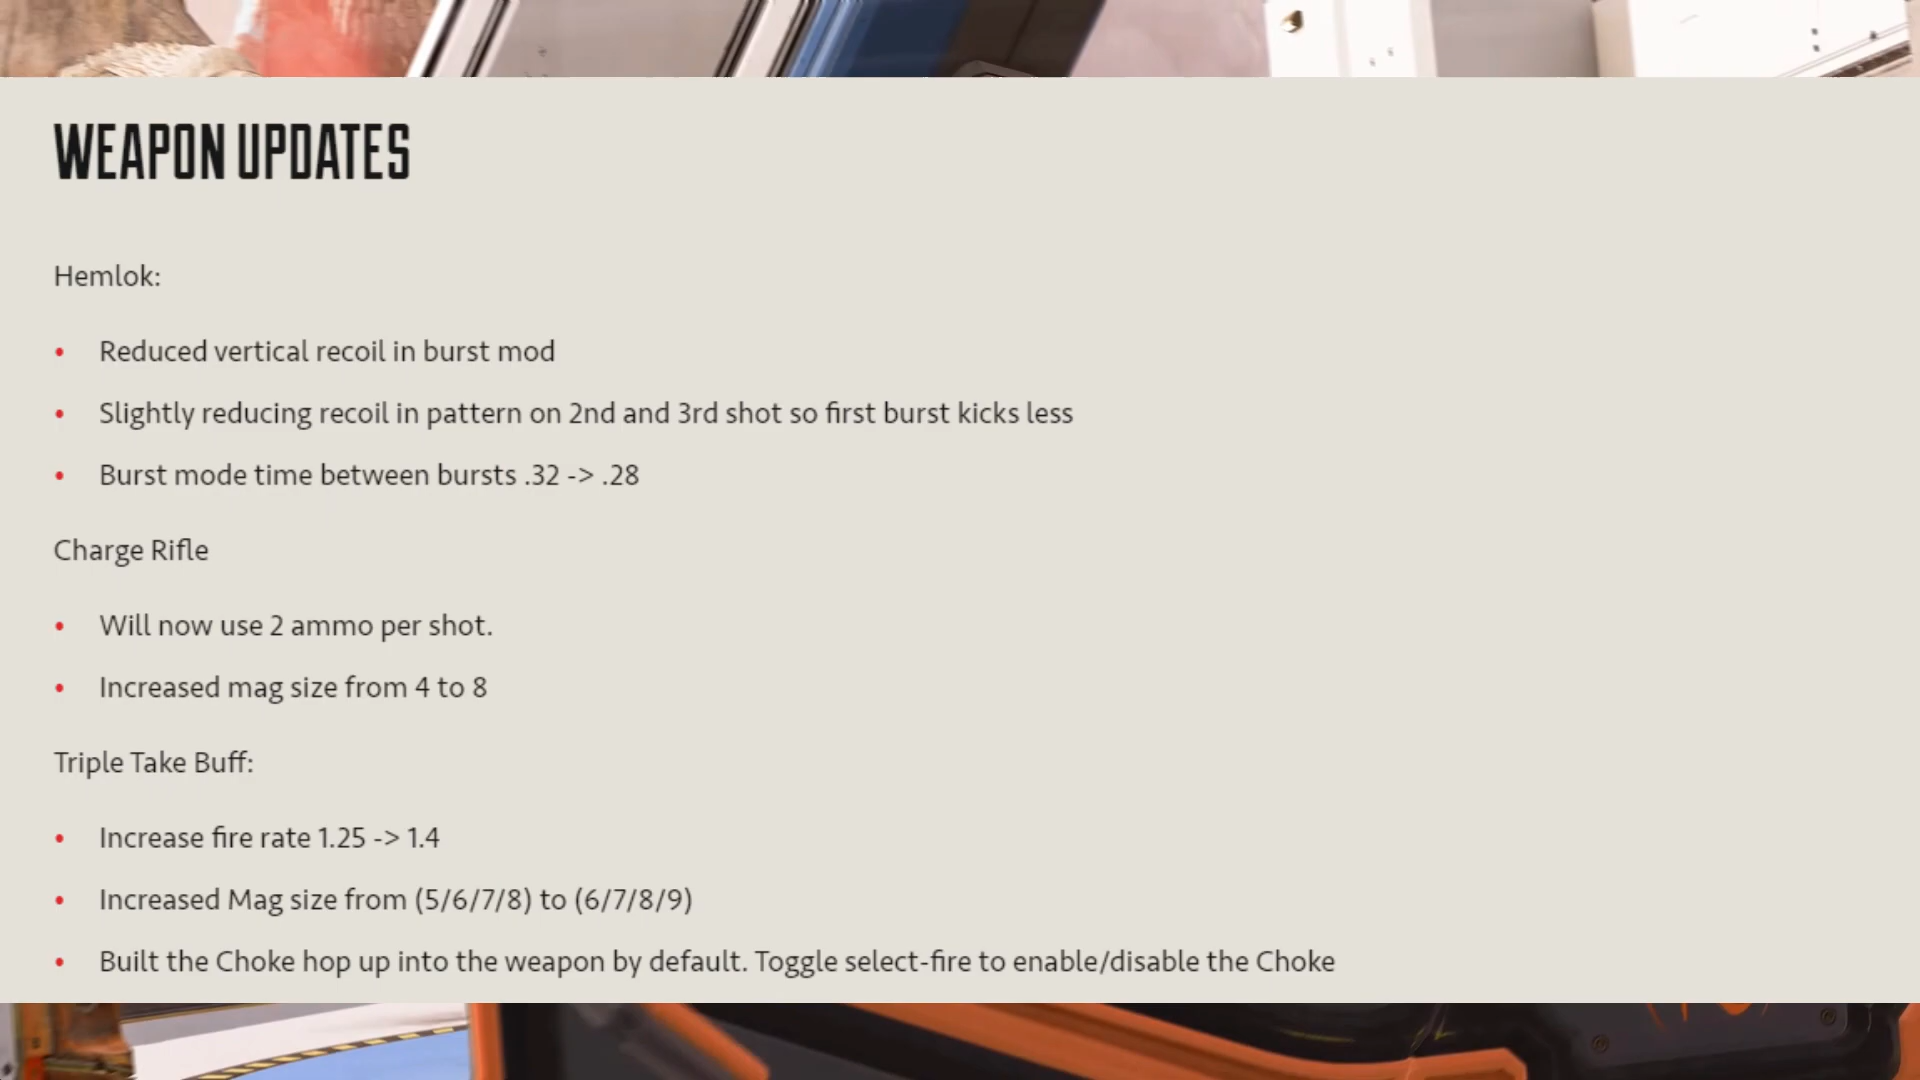 WEAPON UPDATES
Hemlok:
• Reduced vertical recoil in burst mod
• Slightly reducing recoil in pattern on 2nd and 3rd shot so first burst kicks less
• Burst mode time between bursts .32 -> .28
Charge Rifle
• Will now use 2 ammo per shot.
• Increased mag size from 4 to 8
Triple Take Buff:
• Increase fire rate 1.25 -> 1.4
• Increased Mag size from (5/6/7/8) to (6/7/8/9)
• Built the Choke hop up into the weapon by default. Toggle select-fire to enable/disable the Choke